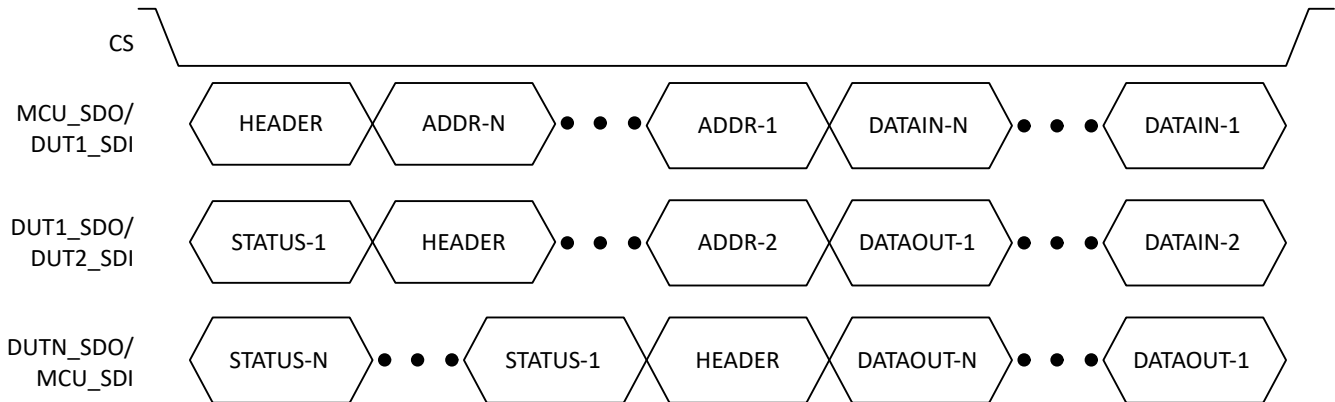 CS
MCU_SDO/
DUT1_SDI
HEADER
ADDR-N
ADDR-1
DATAIN-N
DATAIN-1
DUT1_SDO/
DUT2_SDI
STATUS-1
HEADER
ADDR-2
DATAOUT-1
DATAIN-2
DUTN_SDO/
MCU_SDI
STATUS-N
STATUS-1
HEADER
DATAOUT-N
DATAOUT-1